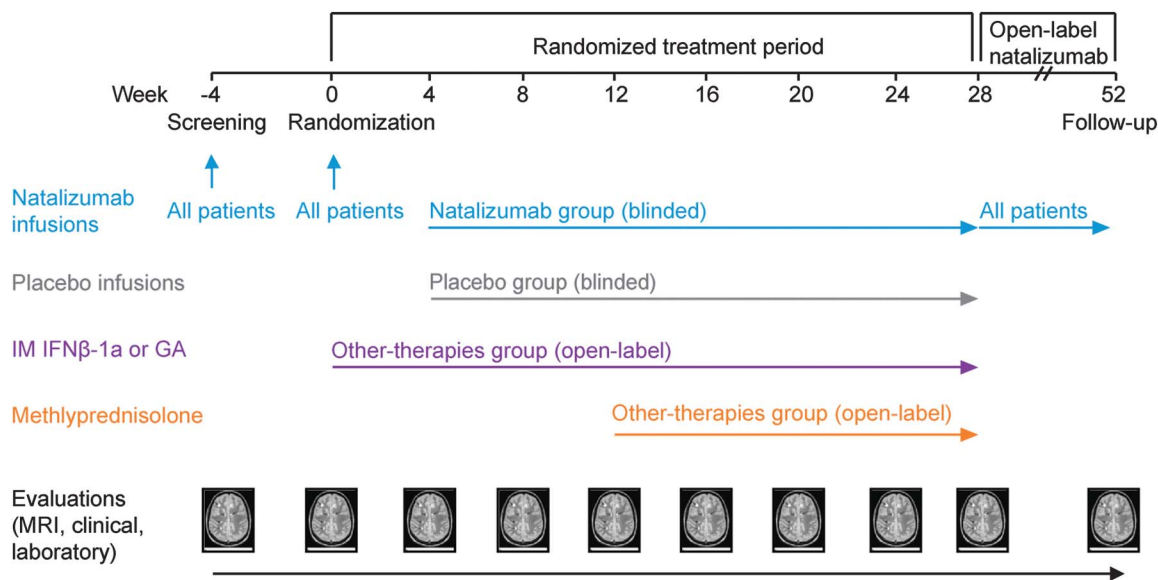 Randomized treatment period
Open-label
natalizumab
Week
-4
0
4
8
12
16
20
24
28
52
Screening
Randomization
Follow-up
Natalizumab
infusions
All patients
All patients
Natalizumab group (blinded)
All patients
Placebo infusions
Placebo group (blinded)
IM IFNβ-1a or GA
Other-therapies group (open-label)
Methlyprednisolone
Other-therapies group (open-label)
Evaluations
(MRI, clinical,
laboratory)